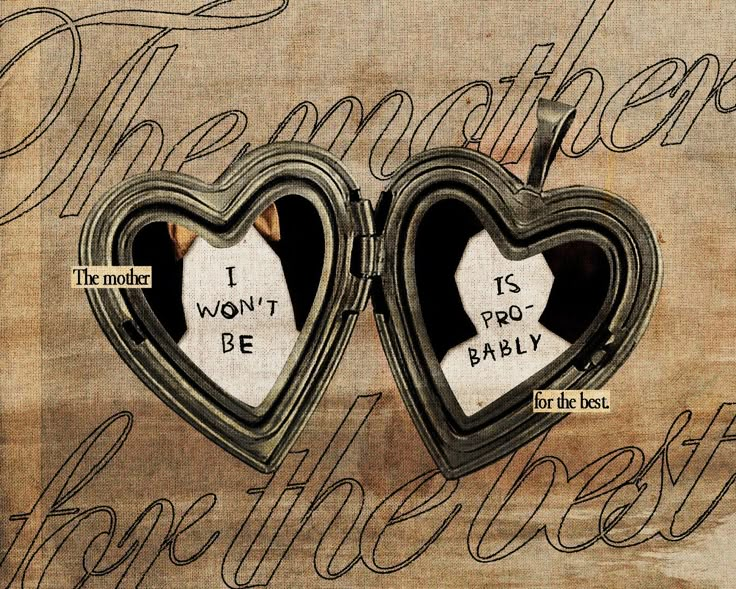 The mother
The mother
I
WON'T
BE
IS
PRO-
BABLY
for the best.
for the best